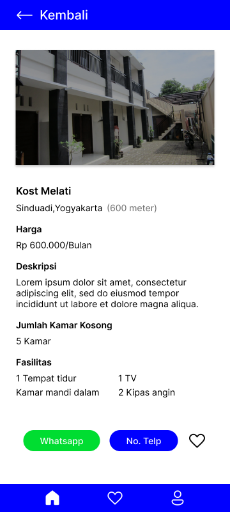 Kembali
Kost Melati
Sinduadi,Yogyakarta (600 meter)
Harga
Rp 600.000/Bulan
Deskripsi
Lorem ipsum dolor sit amet, consectetur
adipiscing elit, sed do eiusmod tempor
incididunt ut labore et dolore magna aliqua.
Jumlah Kamar Kosong
5 Kamar
Fasilitas
1 Tempat tidur 1 TV
Kamar mandi dalam 2 Kipas angin
Whatsapp No. Telp